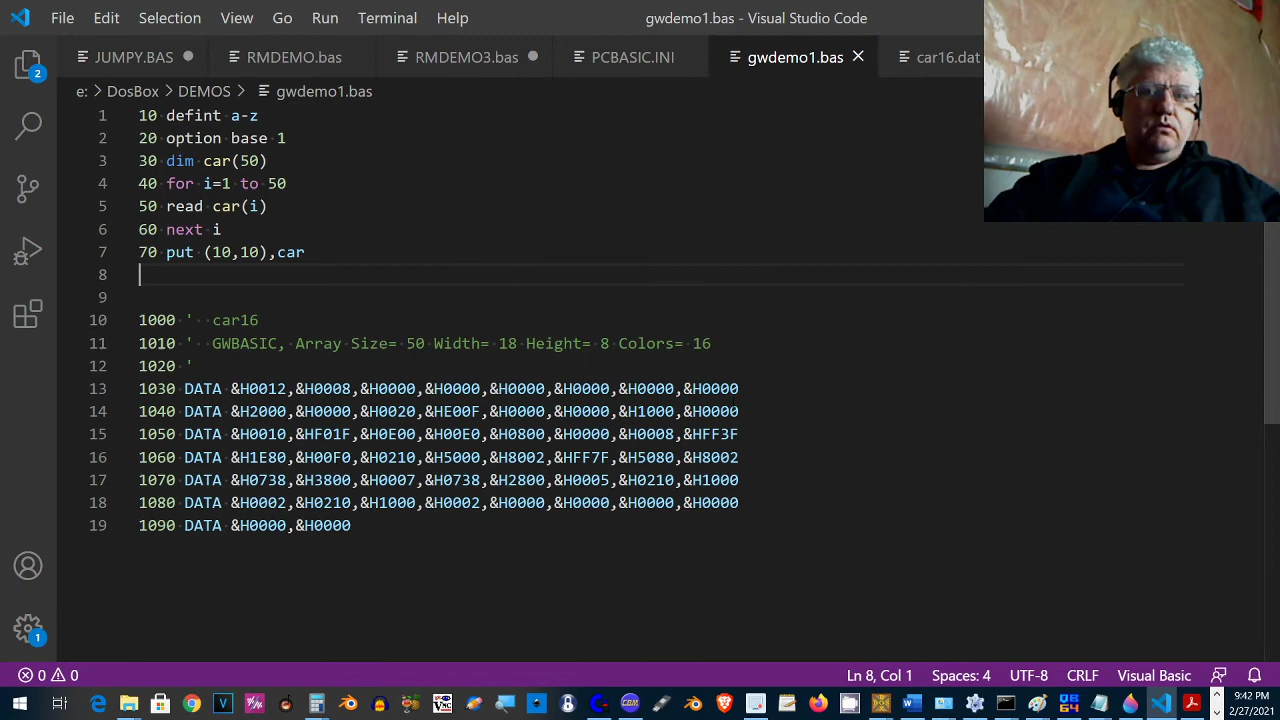 File Edit Selection View Go Run Terminal Help gwdemo1.bas - Visual Studio Code
JUMPY.BAS RMDEMO.bas RMDEMO3.bas PCBASIC.INI gwdemo1.bas car16.dat
e: > DosBox > DEMOS > gwdemo1.bas
1 10 defint a-z
2 20 option base 1
3 30 dim car(50)
4 40 for i=1 to 50
5 50 read car(i)
6 60 next i
7 70 put (10,10),car
8
9
10 1000 ' car16
11 1010 ' GWBASIC, Array Size= 50 Width= 18 Height= 8 Colors= 16
12 1020 '
13 1030 DATA &H0012,&H0008,&H0000,&H0000,&H0000,&H0000,&H0000,&H0000
14 1040 DATA &H2000,&H0000,&H0020,&HE00F,&H0000,&H0000,&H1000,&H0000
15 1050 DATA &H0010,&HF01F,&H0E00,&H00E0,&H0800,&H0000,&H0008,&HFF3F
16 1060 DATA &H1E80,&H00F0,&H0210,&H5000,&H8002,&HFF7F,&H5080,&H8002
17 1070 DATA &H0738,&H3800,&H0007,&H0738,&H2800,&H0005,&H0210,&H1000
18 1080 DATA &H0002,&H0210,&H1000,&H0002,&H0000,&H0000,&H0000,&H0000
19 1090 DATA &H0000,&H0000
2
1
0 0 Ln 8, Col 1 Spaces: 4 UTF-8 CRLF Visual Basic
9:42 PM
2/27/2021